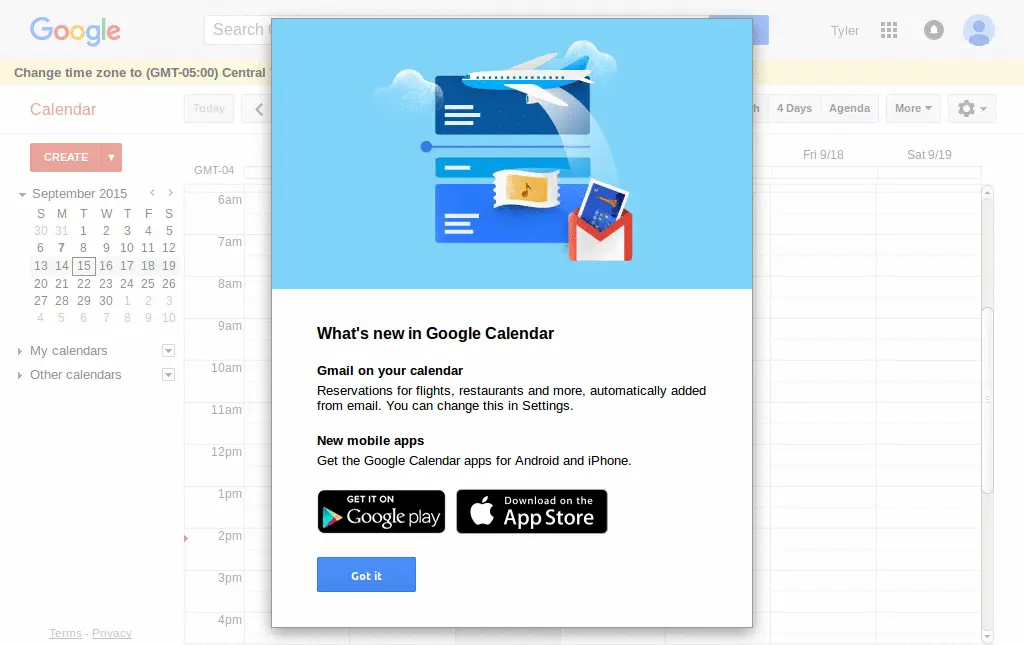 Google
Search
Tyler
Change time zone to (GMT-05:00) Central
Calendar
Today
4 Days
Agenda
More
CREATE
GMT-04
Fri 9/18
Sat 9/19
September 2015
S M T W T F S
30 31 1 2 3 4 5
6 7 8 9 10 11 12
13 14 15 16 17 18 19
20 21 22 23 24 25 26
27 28 29 30 1 2 3
4 5 6 7 8 9 10
My calendars
Other calendars
6am
7am
8am
9am
10am
11am
12pm
1pm
2pm
3pm
4pm
What's new in Google Calendar
Gmail on your calendar
Reservations for flights, restaurants and more, automatically added
from email. You can change this in Settings.
New mobile apps
Get the Google Calendar apps for Android and iPhone.
GET IT ON
Google play
Download on the
App Store
Got it
Terms - Privacy